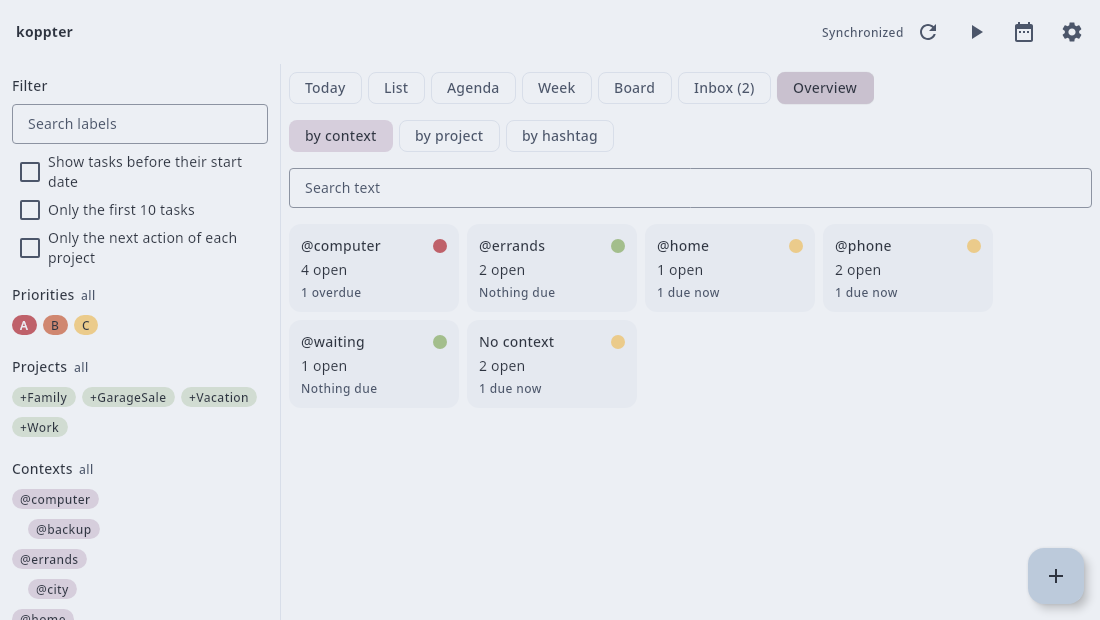 koppter
Synchronized
Filter
Search labels
Show tasks before their start
date
Only the first 10 tasks
Only the next action of each
project
Priorities all
A B C
Projects all
+Family +GarageSale +Vacation
+Work
Contexts all
@computer
@backup
@errands
@city
@home
Today List Agenda Week Board Inbox (2) Overview
by context by project by hashtag
Search text
@computer
4 open
1 overdue
@errands
2 open
Nothing due
@home
1 open
1 due now
@phone
2 open
1 due now
@waiting
1 open
Nothing due
No context
2 open
1 due now
+